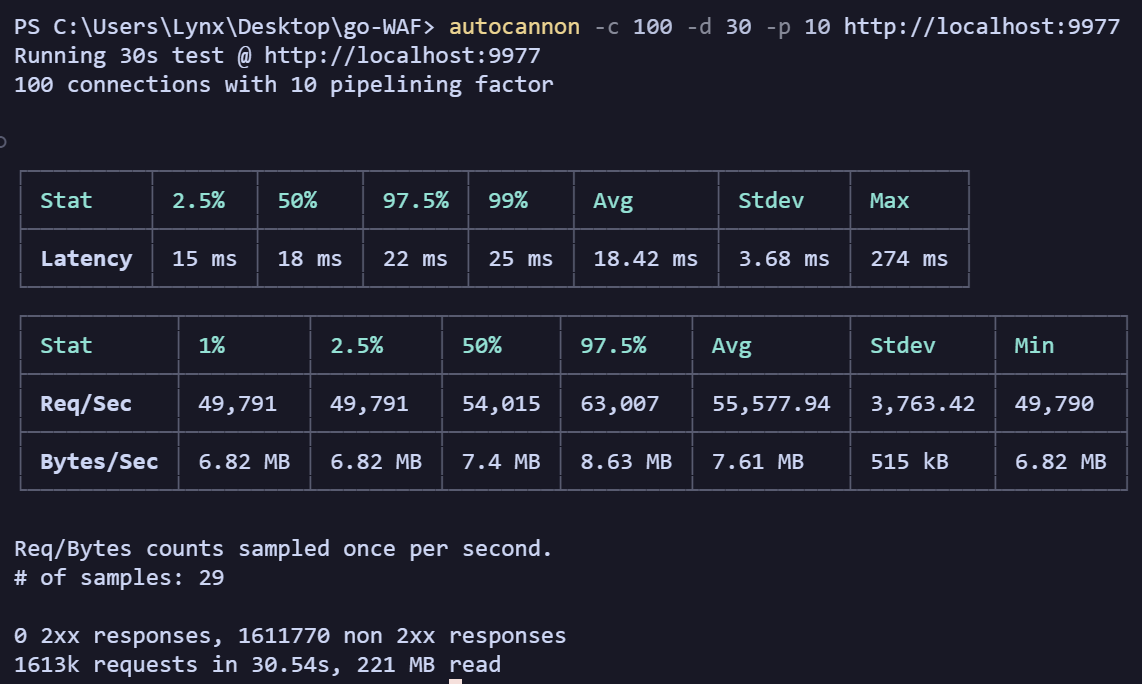 PS C:\Users\Lynx\Desktop\go-WAF> autocannon -c 100 -d 30 -p 10 http://localhost:9977
Running 30s test @ http://localhost:9977
100 connections with 10 pipelining factor
Stat 2.5% 50% 97.5% 99% Avg Stdev Max
Latency 15 ms 18 ms 22 ms 25 ms 18.42 ms 3.68 ms 274 ms
Stat 1% 2.5% 50% 97.5% Avg Stdev Min
Req/Sec 49,791 49,791 54,015 63,007 55,577.94 3,763.42 49,790
Bytes/Sec 6.82 MB 6.82 MB 7.4 MB 8.63 MB 7.61 MB 515 kB 6.82 MB
Req/Bytes counts sampled once per second.
# of samples: 29
0 2xx responses, 1611770 non 2xx responses
1613k requests in 30.54s, 221 MB read